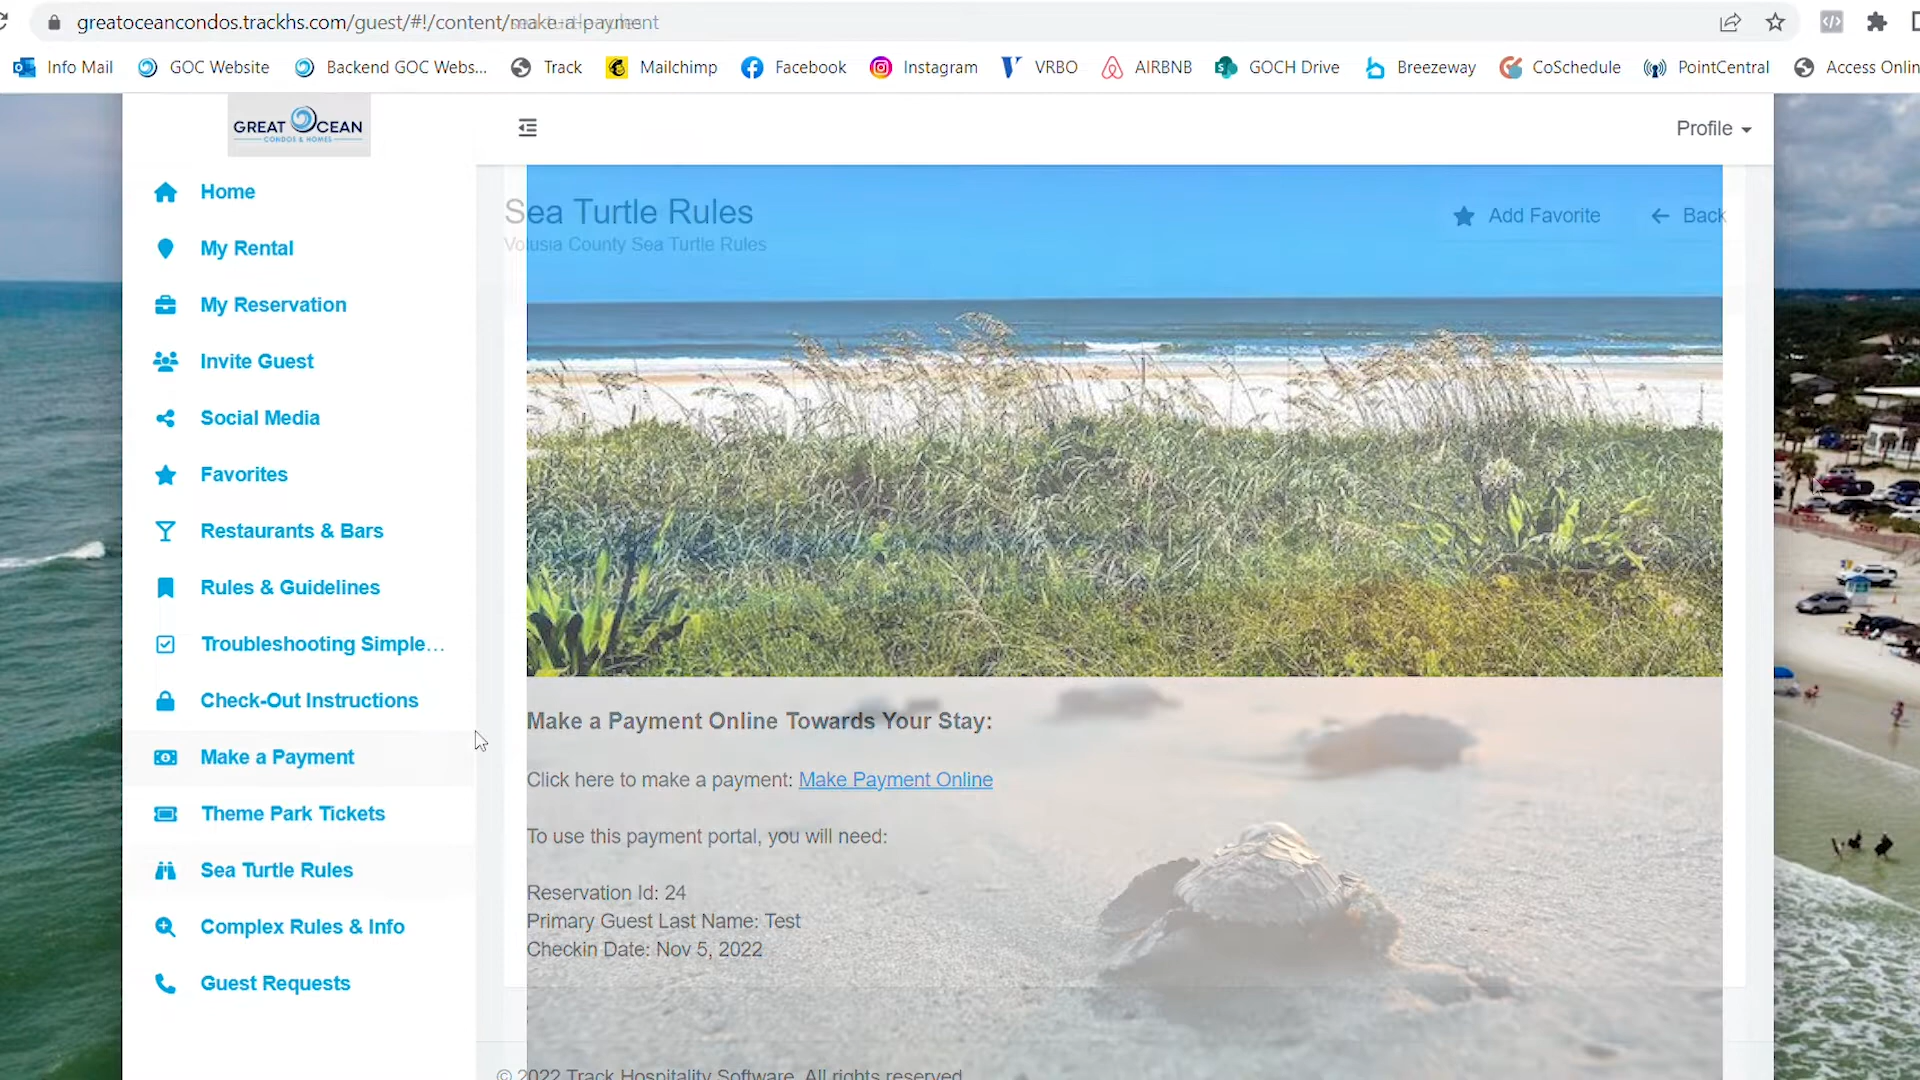 greatoceancondos.trackhs.com/guest/#!/content/make-a-payment
Info Mail
GOC Website
Backend GOC Webs...
Track
Mailchimp
Facebook
Instagram
VRBO
AIRBNB
GOCH Drive
Breezeway
CoSchedule
PointCentral
Access Onlin
GREAT OCEAN
CONDOS & HOMES
Profile
Home
My Rental
My Reservation
Invite Guest
Social Media
Favorites
Restaurants & Bars
Rules & Guidelines
Troubleshooting Simple...
Check-Out Instructions
Make a Payment
Theme Park Tickets
Sea Turtle Rules
Complex Rules & Info
Guest Requests
Sea Turtle Rules
Volusia County Sea Turtle Rules
Add Favorite
Back
Make a Payment Online Towards Your Stay:
Click here to make a payment: Make Payment Online
To use this payment portal, you will need:
Reservation Id: 24
Primary Guest Last Name: Test
Checkin Date: Nov 5, 2022
© 2022 Track Hospitality Software. All rights reserved